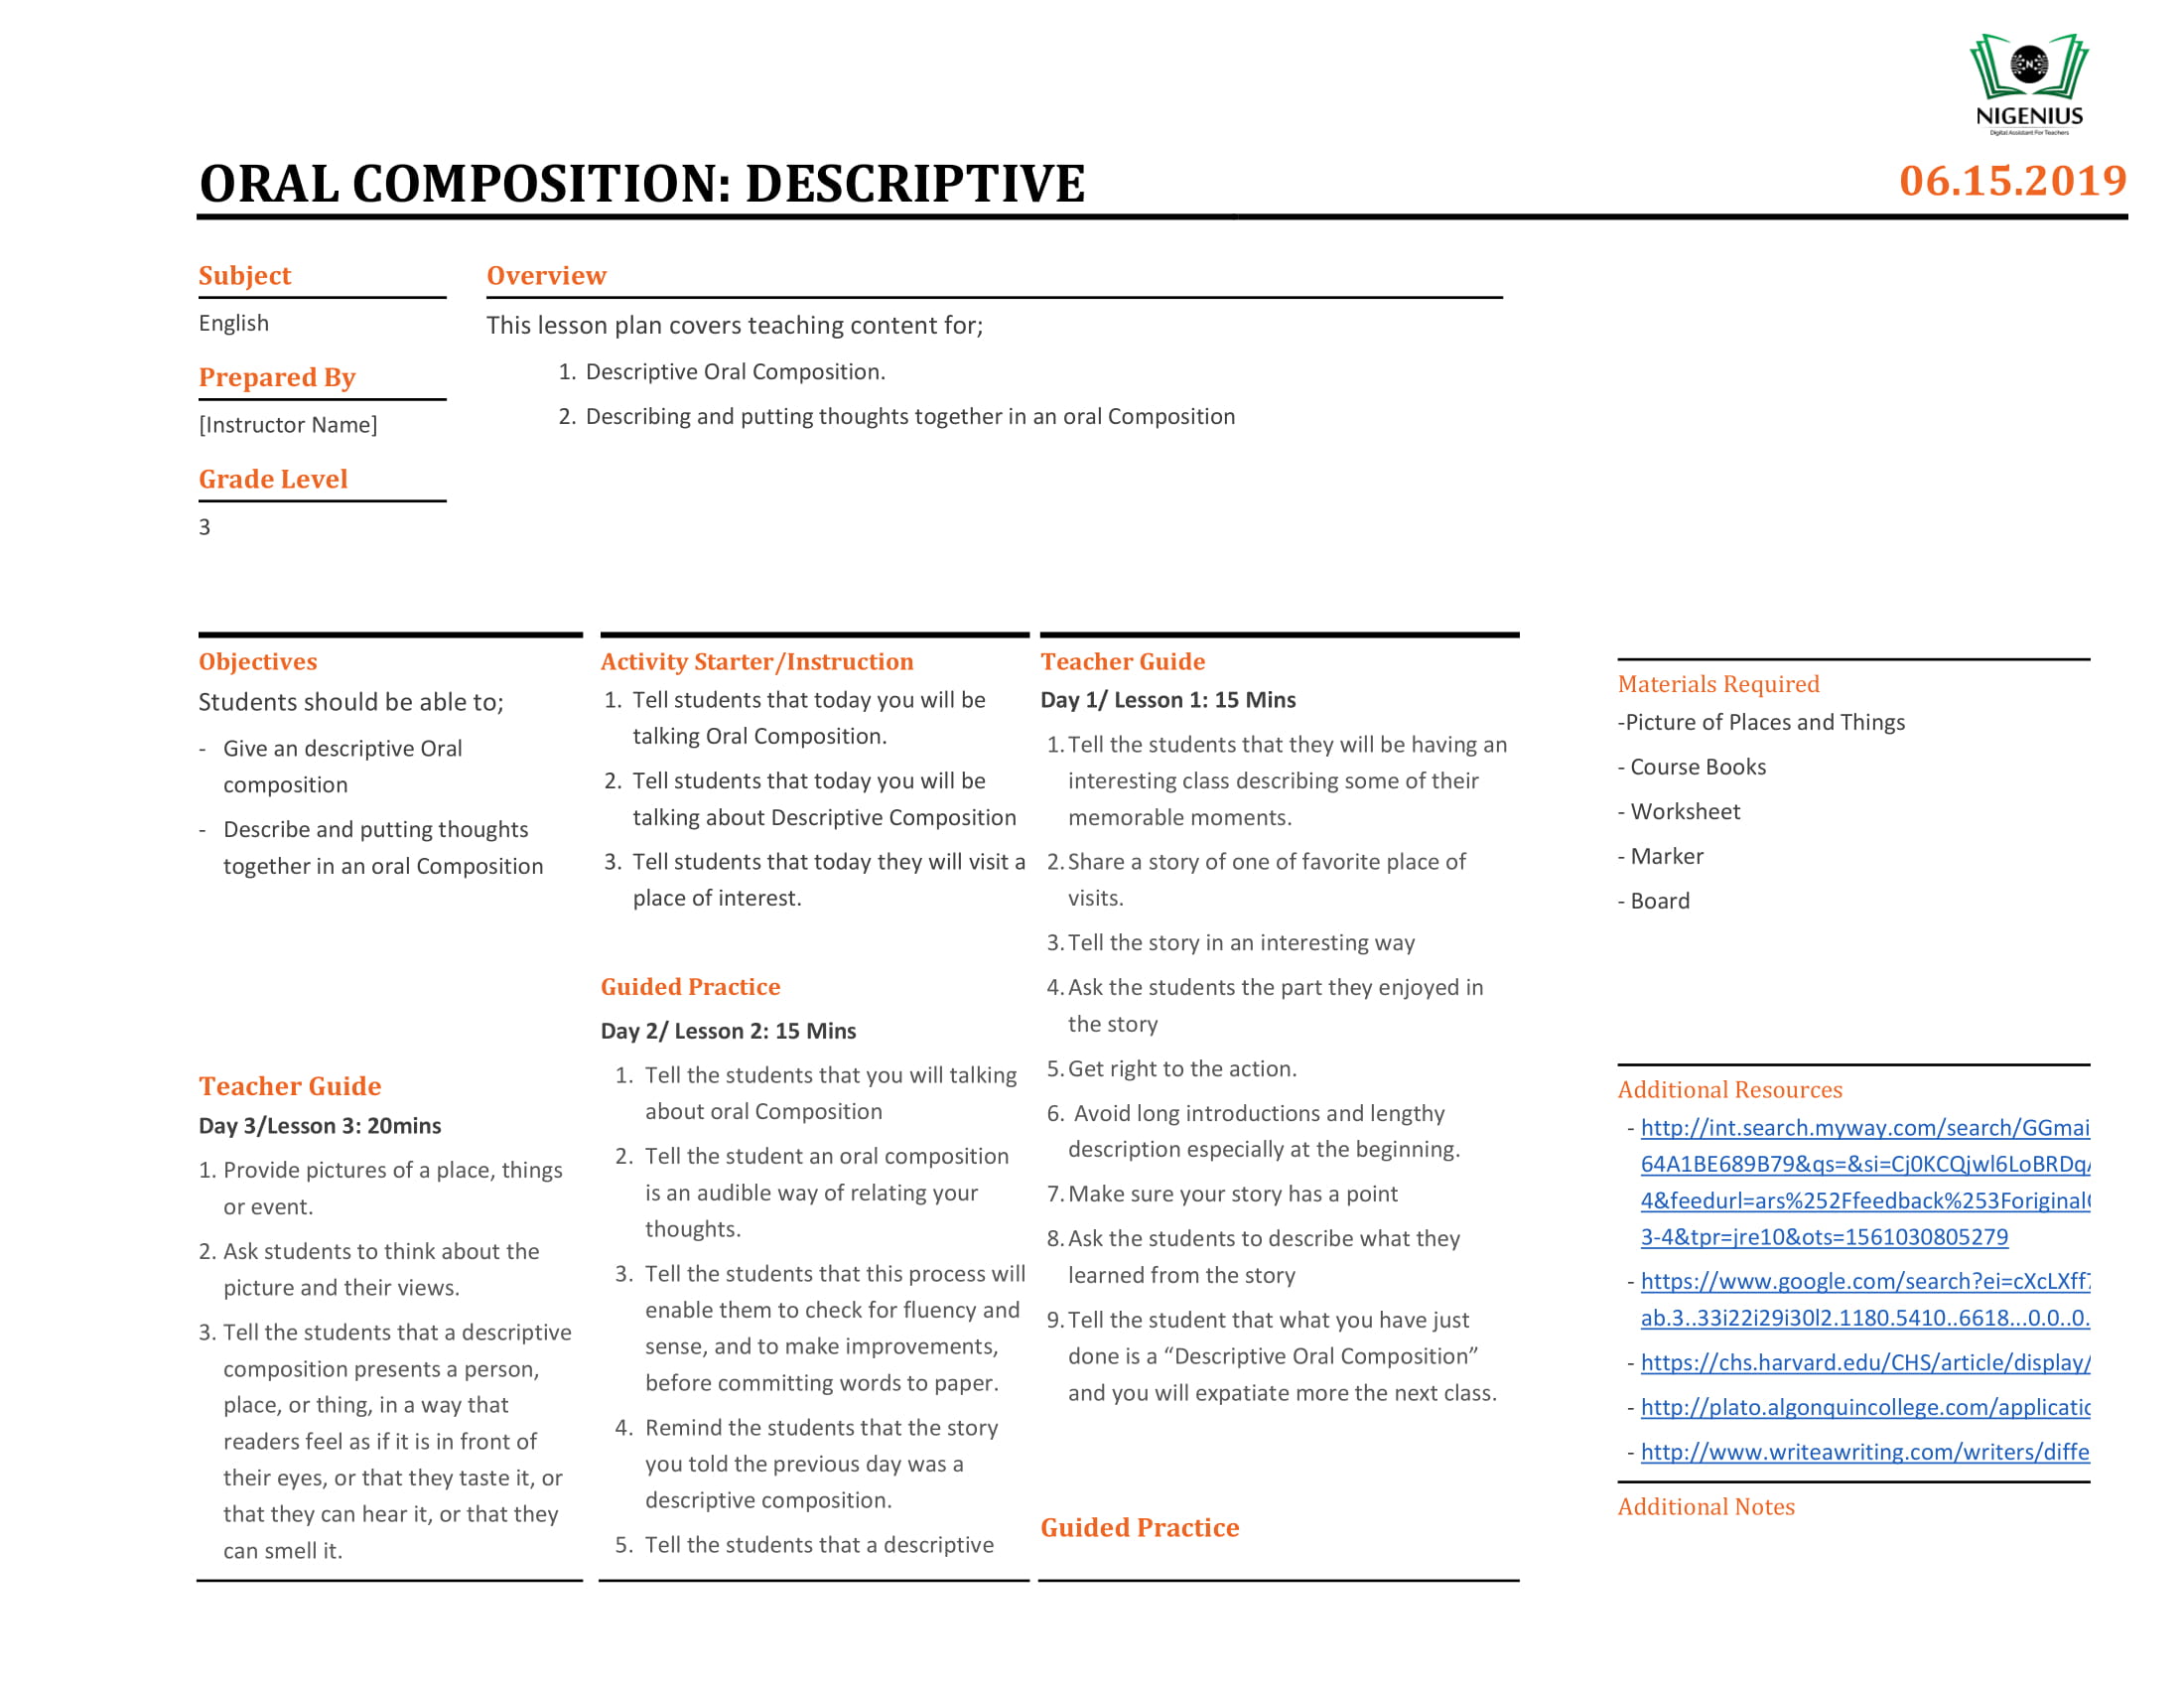 NIGENIUS
Digital Assistant For Teachers
ORAL COMPOSITION: DESCRIPTIVE
06.15.2019
Subject
English
Prepared By
[Instructor Name]
Grade Level
3
Overview
This lesson plan covers teaching content for;
1. Descriptive Oral Composition.
2. Describing and putting thoughts together in an oral Composition
Objectives
Students should be able to;
- Give an descriptive Oral
composition
- Describe and putting thoughts
together in an oral Composition
Teacher Guide
Day 3/Lesson 3: 20mins
1. Provide pictures of a place, things
or event.
2. Ask students to think about the
picture and their views.
3. Tell the students that a descriptive
composition presents a person,
place, or thing, in a way that
readers feel as if it is in front of
their eyes, or that they taste it, or
that they can hear it, or that they
can smell it.
Activity Starter/Instruction
1. Tell students that today you will be
talking Oral Composition.
2. Tell students that today you will be
talking about Descriptive Composition
3. Tell students that today they will visit a
place of interest.
Guided Practice
Day 2/ Lesson 2: 15 Mins
1. Tell the students that you will talking
about oral Composition
2. Tell the student an oral composition
is an audible way of relating your
thoughts.
3. Tell the students that this process will
enable them to check for fluency and
sense, and to make improvements,
before committing words to paper.
4. Remind the students that the story
you told the previous day was a
descriptive composition.
5. Tell the students that a descriptive
Teacher Guide
Day 1/ Lesson 1: 15 Mins
1. Tell the students that they will be having an
interesting class describing some of their
memorable moments.
2. Share a story of one of favorite place of
visits.
3. Tell the story in an interesting way
4. Ask the students the part they enjoyed in
the story
5. Get right to the action.
6. Avoid long introductions and lengthy
description especially at the beginning.
7. Make sure your story has a point
8. Ask the students to describe what they
learned from the story
9. Tell the student that what you have just
done is a “Descriptive Oral Composition”
and you will expatiate more the next class.
Guided Practice
Materials Required
-Picture of Places and Things
- Course Books
- Worksheet
- Marker
- Board
Additional Resources
- http://int.search.myway.com/search/GGmai
64A1BE689B79&qs=&si=Cj0KCQjwl6LoBRDq
4&feedurl=ars%252Ffeedback%253Foriginal
3-4&tpr=jre10&ots=1561030805279
- https://www.google.com/search?ei=cXcLXff
ab.3..33i22i29i30l2.1180.5410..6618...0.0..0.
- https://chs.harvard.edu/CHS/article/display/
- http://plato.algonquincollege.com/applicatio
- http://www.writeawriting.com/writers/diffe
Additional Notes